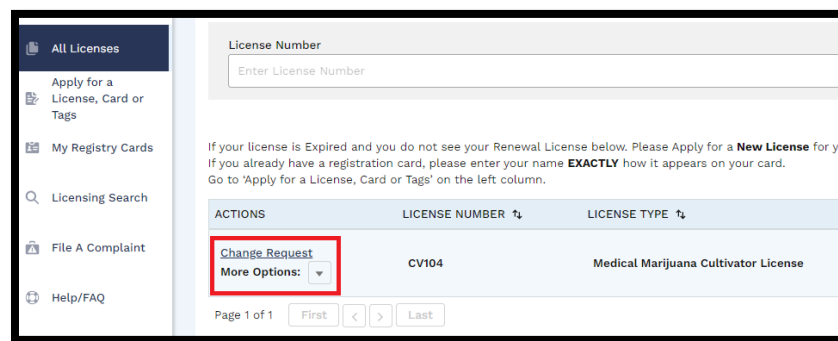 All Licenses
Apply for a
License, Card or
Tags
My Registry Cards
Licensing Search
File A Complaint
Help/FAQ
License Number
Enter License Number
If your license is Expired and you do not see your Renewal License below. Please Apply for a New License for y
If you already have a registration card, please enter your name EXACTLY how it appears on your card.
Go to 'Apply for a License, Card or Tags' on the left column.
ACTIONS LICENSE NUMBER ↑↓ LICENSE TYPE ↑↓
Change Request
More Options:
CV104 Medical Marijuana Cultivator License
Page 1 of 1 First < > Last